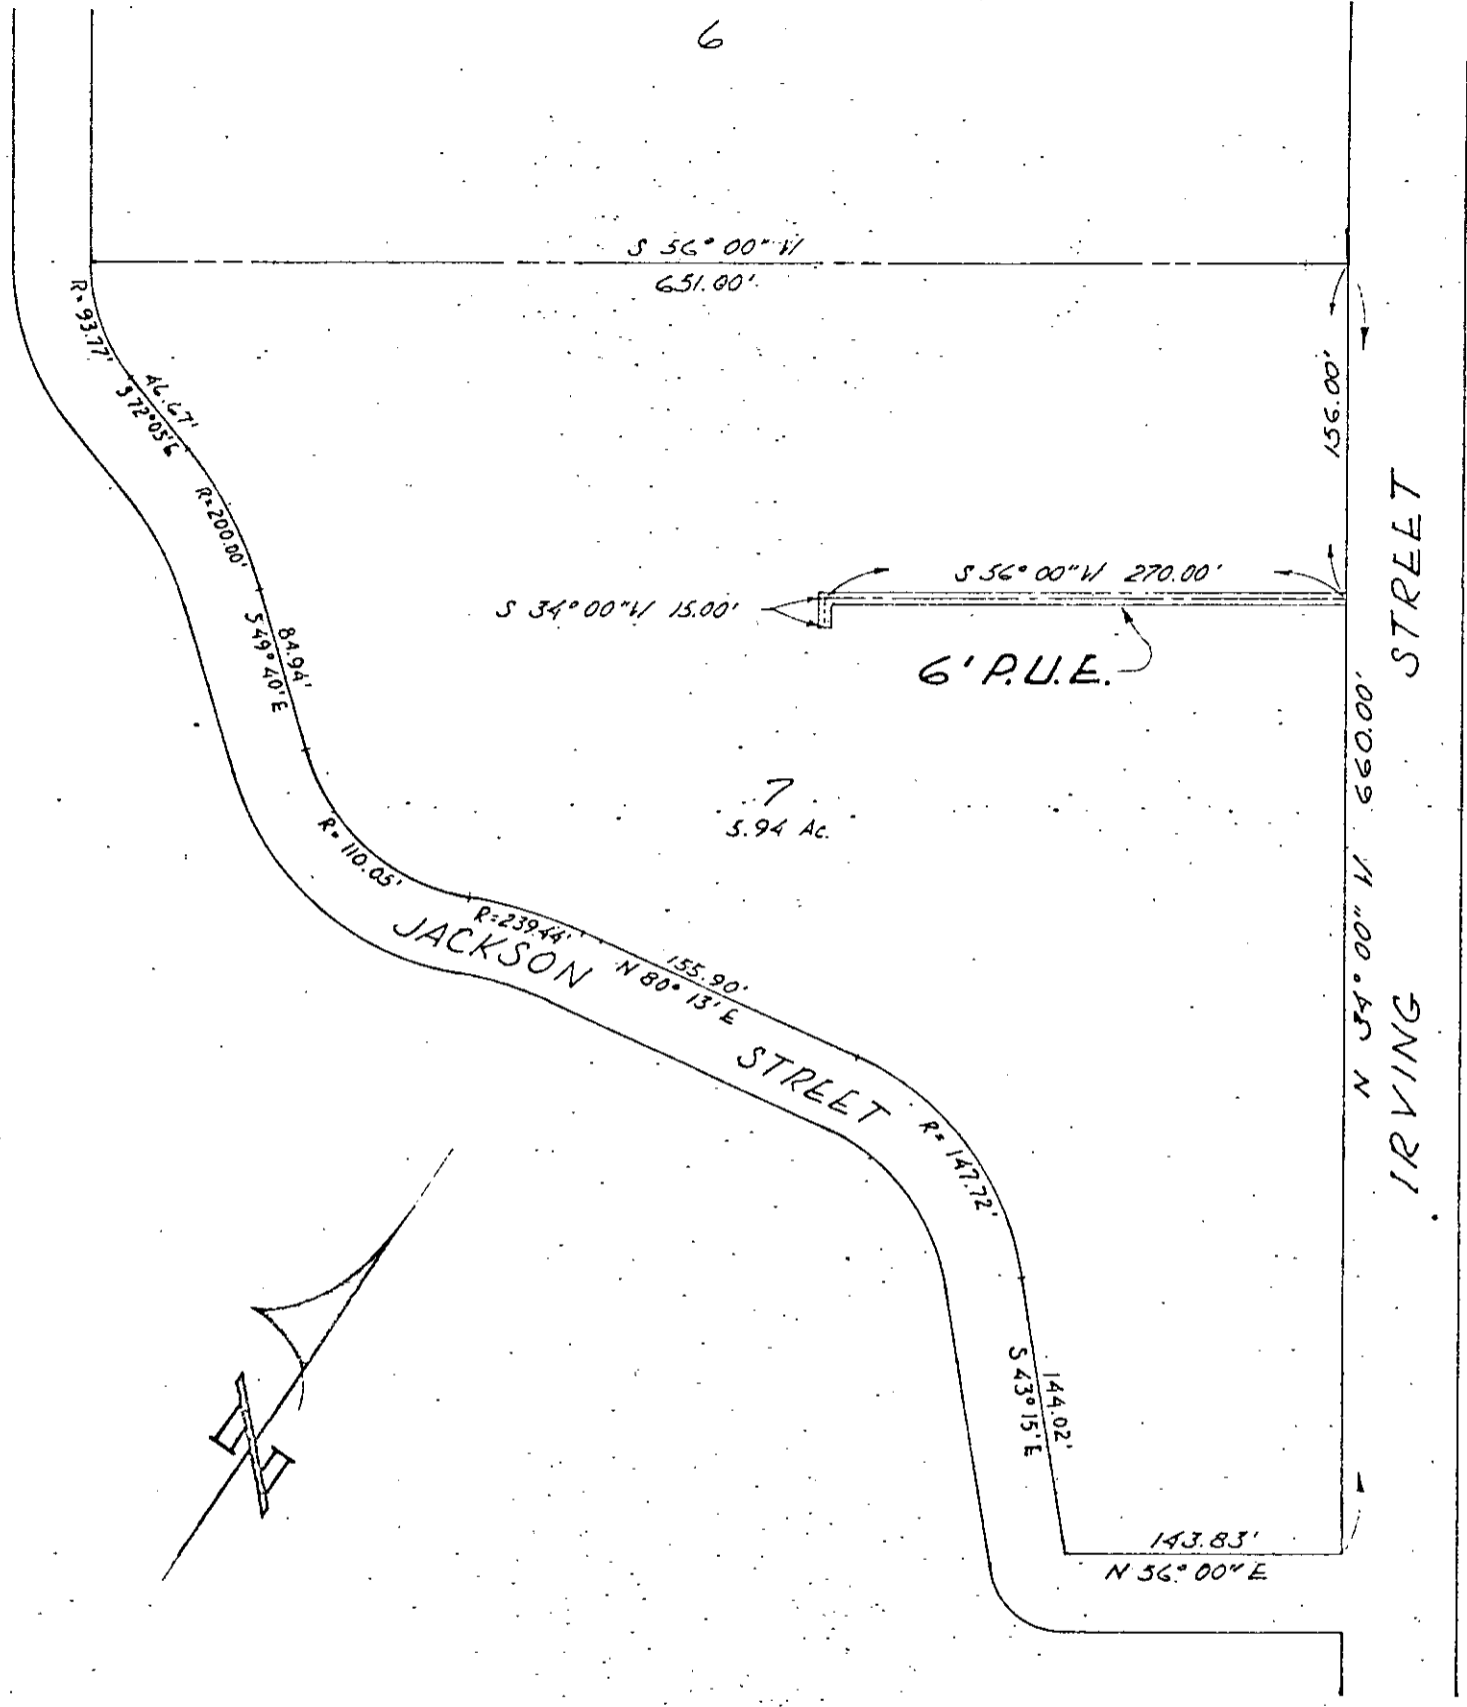 6
S 56° 00" W
651.00'
R= 93.77'
46.67'
S 72° 05' E
R= 200.00'
84.94'
S 49° 40' E
156.00'
S 56° 00" W 270.00'
S 34° 00" W 15.00'
6' P.U.E.
7
5.94 Ac.
R= 110.05'
R= 239.44'
155.90'
N 80° 13' E
JACKSON STREET
R= 147.72'
144.02'
S 43° 15' E
143.83'
N 56° 00" E
N 34° 00" W 660.00'
IRVING STREET
N